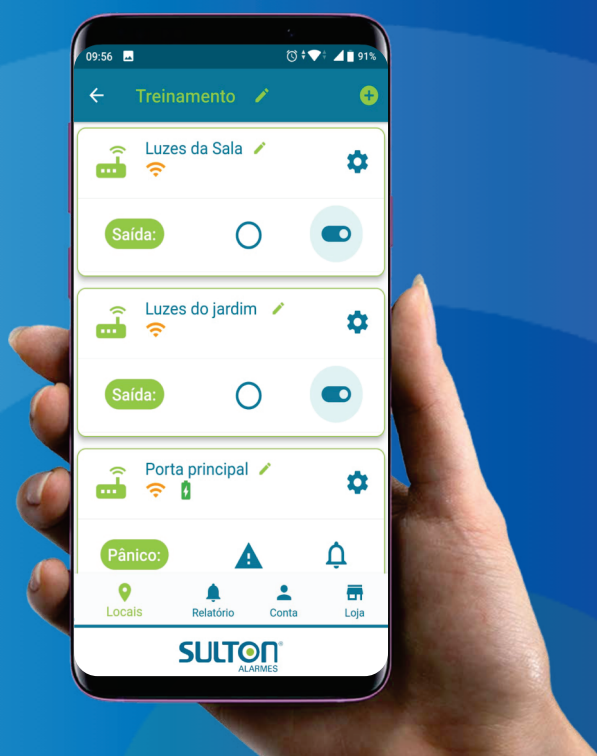 09:56
91%
Treinamento
Luzes da Sala
Saída:
Luzes do jardim
Saída:
Porta principal
Pânico:
Locais
Relatório
Conta
Loja
SULTON
ALARMES